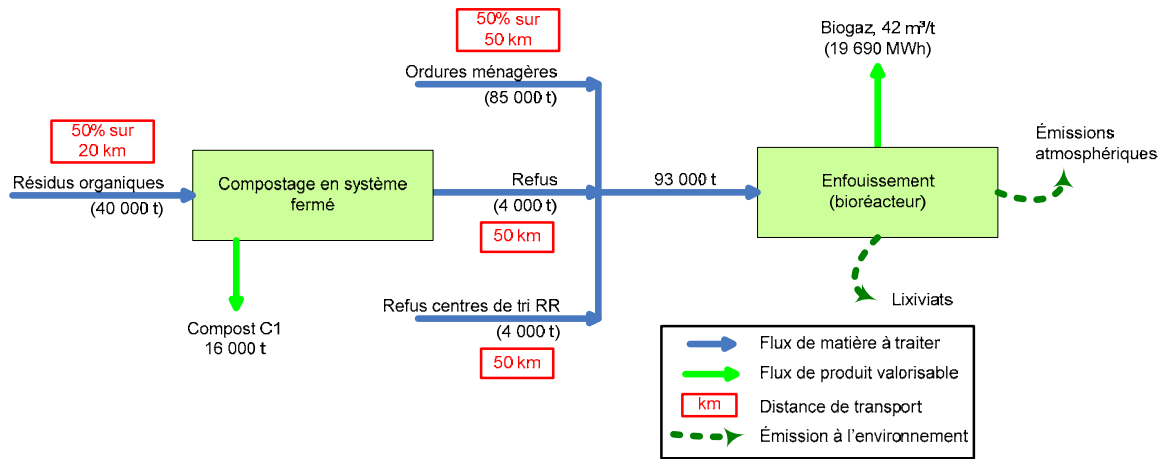 50% sur
50 km
Ordures ménagères
(85 000 t)
Biogaz, 42 m³/t
(19 690 MWh)
50% sur
20 km
Résidus organiques
(40 000 t)
Compostage en système
fermé
Refus
(4 000 t)
50 km
93 000 t
Enfouissement
(bioréacteur)
Émissions
atmosphériques
Compost C1
16 000 t
Refus centres de tri RR
(4 000 t)
50 km
Lixiviats
Flux de matière à traiter
Flux de produit valorisable
km
Distance de transport
Émission à l'environnement